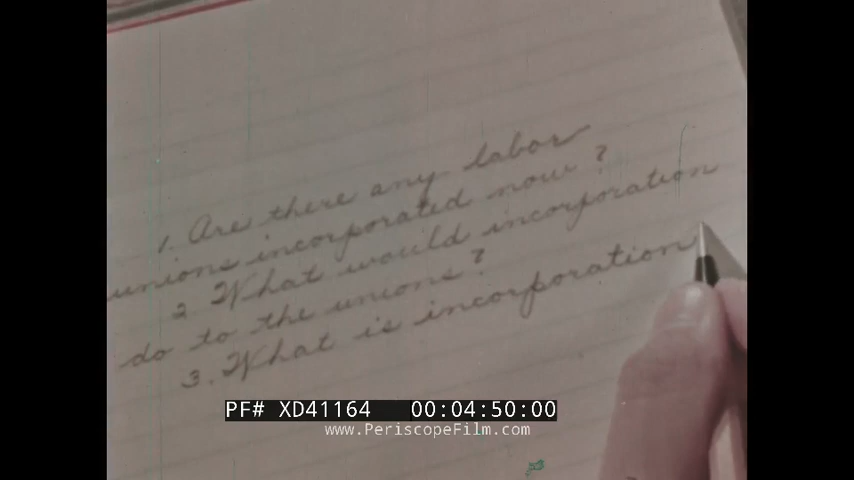 1. Are there any labor
unions incorporated now?
2 What would incorporation
do to the unions?
3. What is incorporation
PF# XD41164 00:04:50:00
www.PeriscopeFilm.com